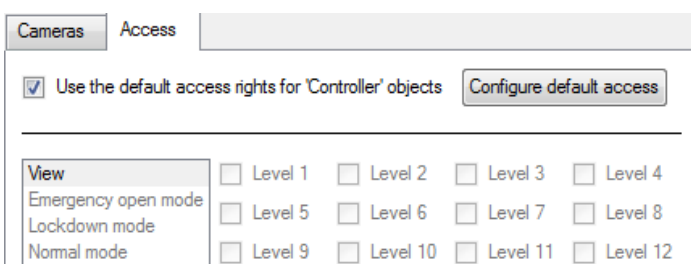 Cameras Access
Use the default access rights for 'Controller' objects Configure default access
View Level 1 Level 2 Level 3 Level 4
Emergency open mode
Lockdown mode Level 5 Level 6 Level 7 Level 8
Normal mode Level 9 Level 10 Level 11 Level 12